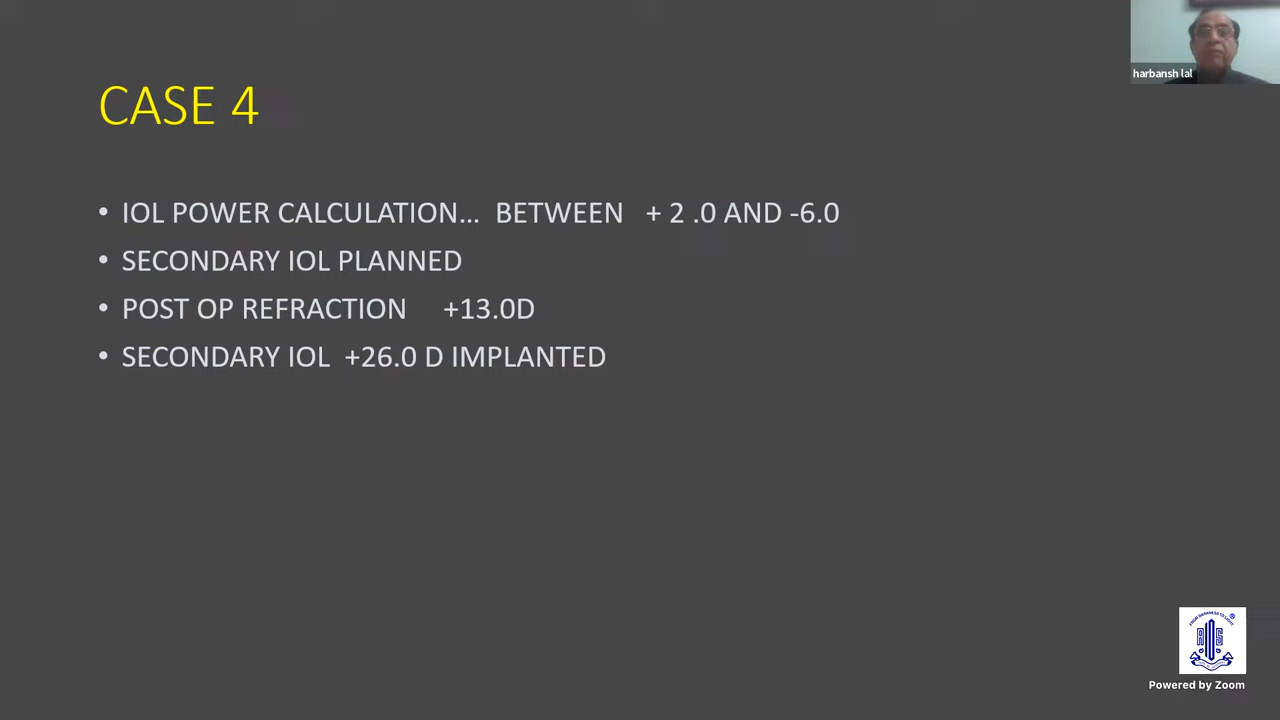 harbansh lal
CASE 4
• IOL POWER CALCULATION... BETWEEN + 2 .0 AND -6.0
• SECONDARY IOL PLANNED
• POST OP REFRACTION +13.0D
• SECONDARY IOL +26.0 D IMPLANTED
Powered by Zoom